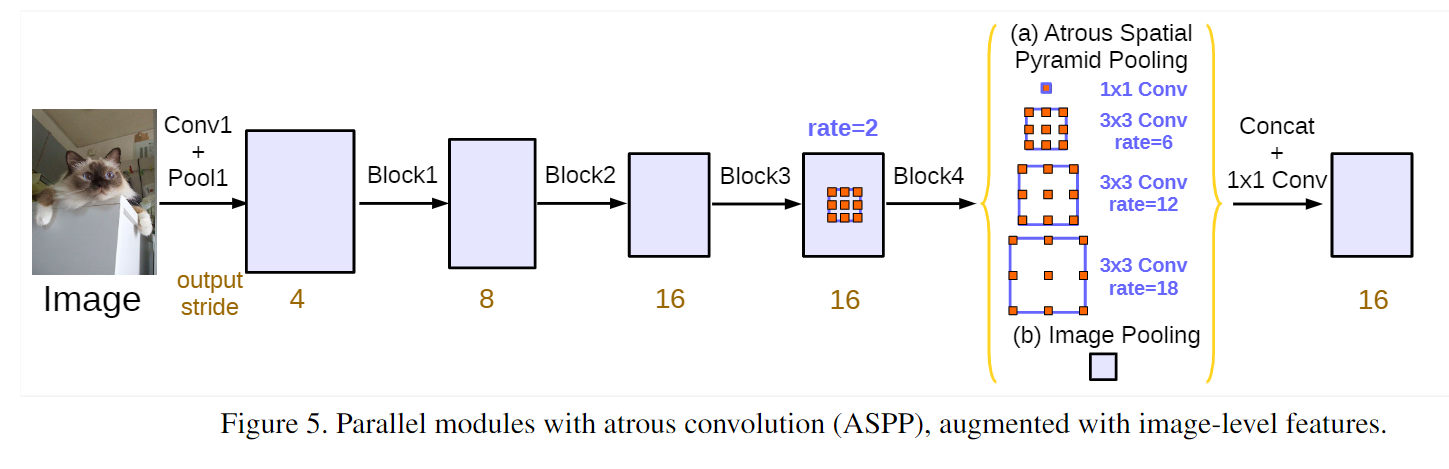 (a) Atrous Spatial
Pyramid Pooling
1x1 Conv
3x3 Conv
rate=6
3x3 Conv
rate=12
3x3 Conv
rate=18
(b) Image Pooling
Conv1
+
Pool1
Block1
Block2
Block3
rate=2
Block4
Concat
+
1x1 Conv
Image
output
stride
4
8
16
16
16
Figure 5. Parallel modules with atrous convolution (ASPP), augmented with image-level features.